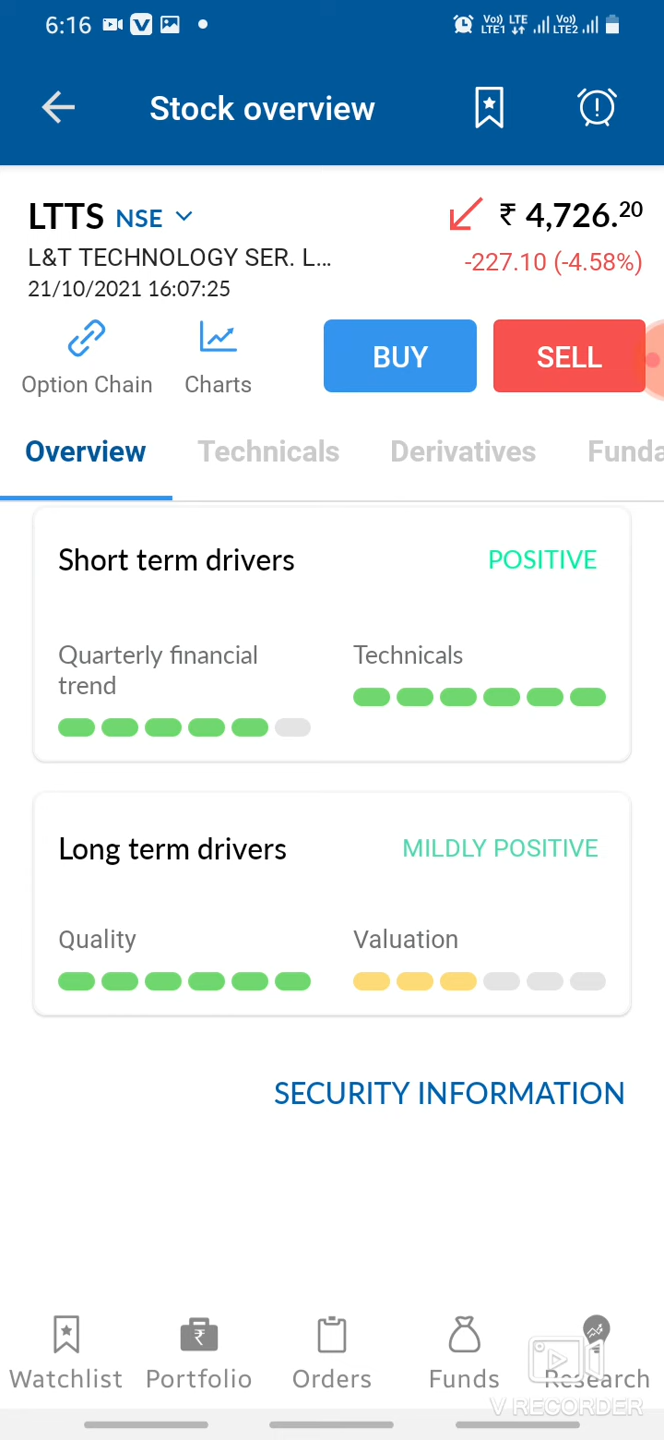 6:16 Vo) LTE LTE1 Vo) LTE2
Stock overview
LTTS NSE ₹ 4,726.20
L&T TECHNOLOGY SER. L... -227.10 (-4.58%)
21/10/2021 16:07:25
Option Chain Charts BUY SELL
Overview Technicals Derivatives Funda
Short term drivers POSITIVE
Quarterly financial Technicals
trend
Long term drivers MILDLY POSITIVE
Quality Valuation
SECURITY INFORMATION
Watchlist Portfolio Orders Funds Research
V RECORDER